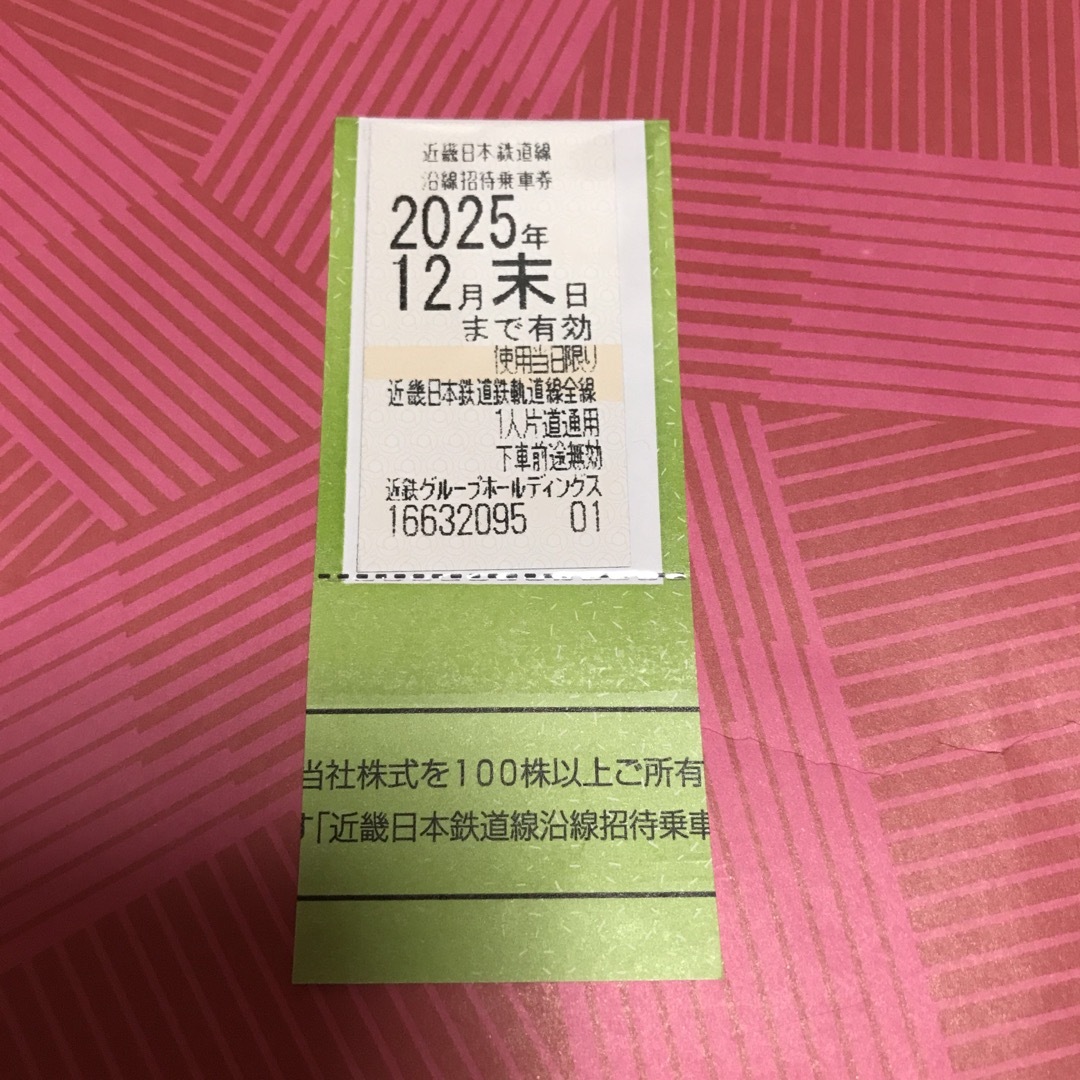 近畿日本鉄道線
沿線招待乗車券
2025年
12月末日
まで有効
使用当日限り
近畿日本鉄道鉄軌道線全線
1人片道通用
下車前途無効
近鉄グループホールディングス
16632095 01
当社株式を100株以上ご所有
す「近畿日本鉄道線沿線招待乗車